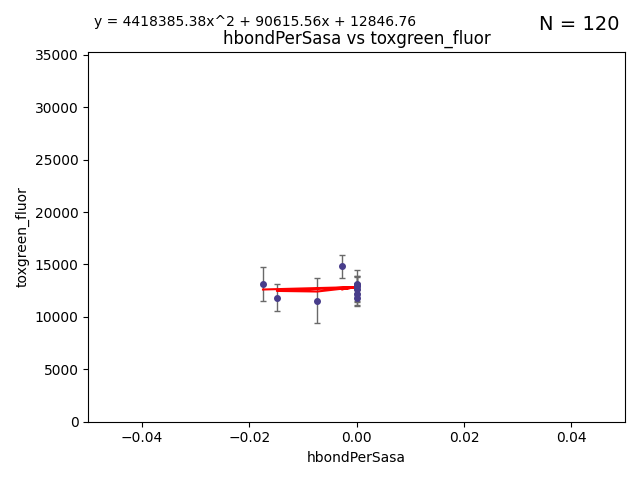 y = 4418385.38x^2 + 90615.56x + 12846.76
N = 120
hbondPerSasa vs toxgreen_fluor
35000
30000
25000
20000
15000
10000
5000
0
toxgreen_fluor
−0.04
−0.02
0.00
0.02
0.04
hbondPerSasa